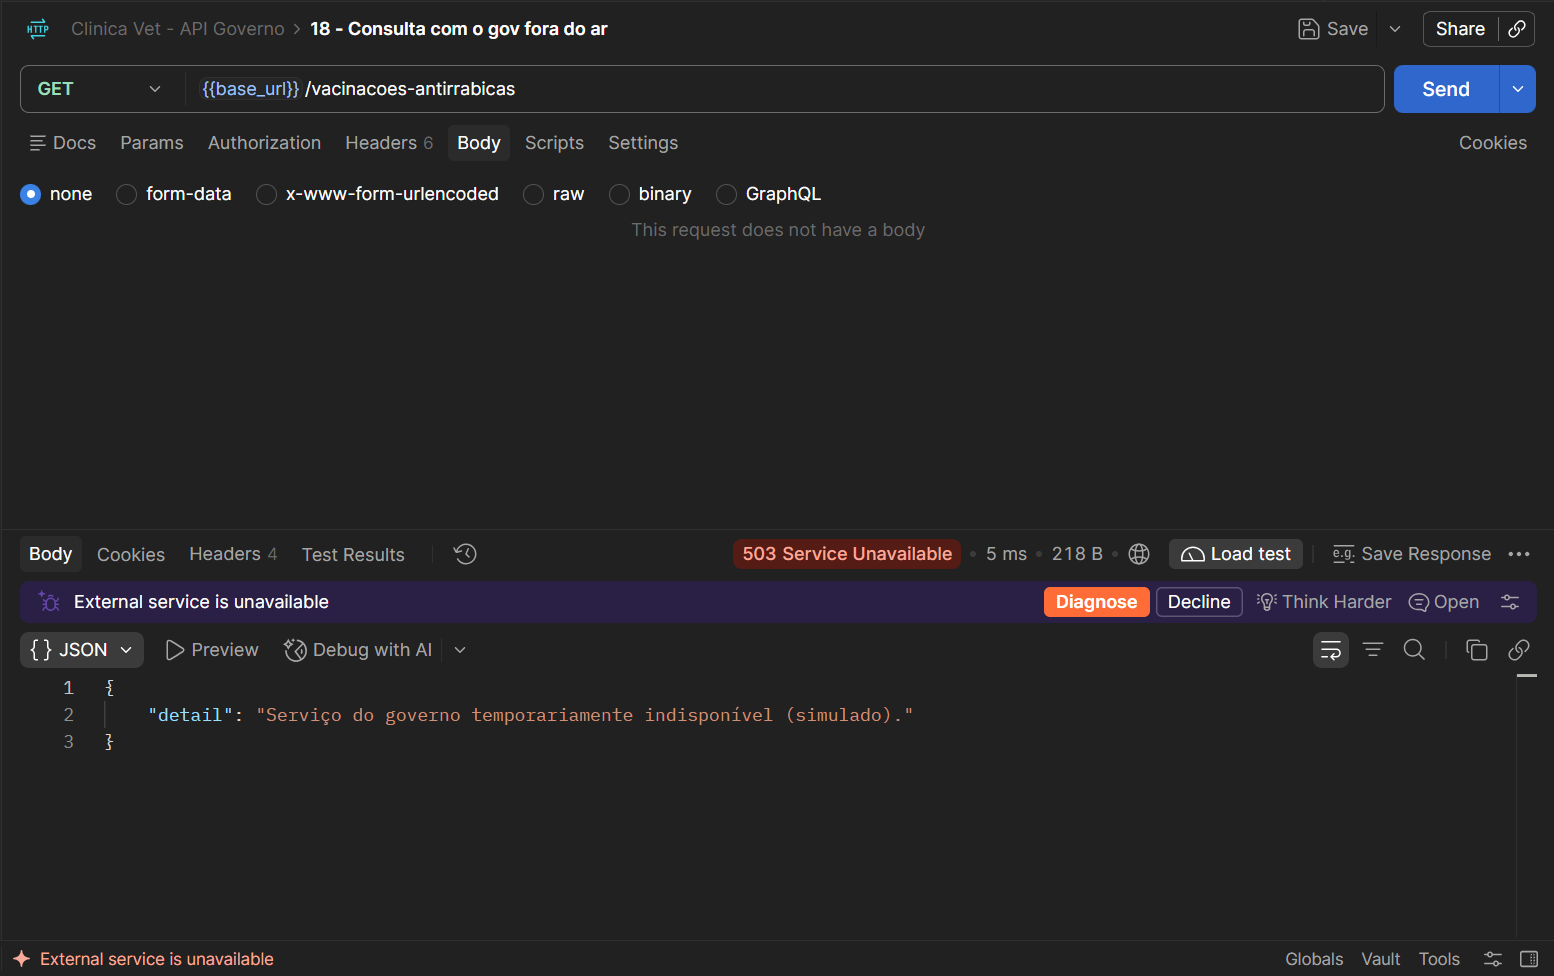 HTTP Clinica Vet - API Governo > 18 - Consulta com o gov fora do ar Save Share
GET {{base_url}} /vacinacoes-antirrabicas Send
Docs Params Authorization Headers 6 Body Scripts Settings Cookies
none form-data x-www-form-urlencoded raw binary GraphQL
This request does not have a body
Body Cookies Headers 4 Test Results 503 Service Unavailable • 5 ms • 218 B • Load test e.g. Save Response
External service is unavailable Diagnose Decline Think Harder Open
{} JSON Preview Debug with AI
1 {
2 "detail": "Serviço do governo temporariamente indisponível (simulado)."
3 }
External service is unavailable Globals Vault Tools